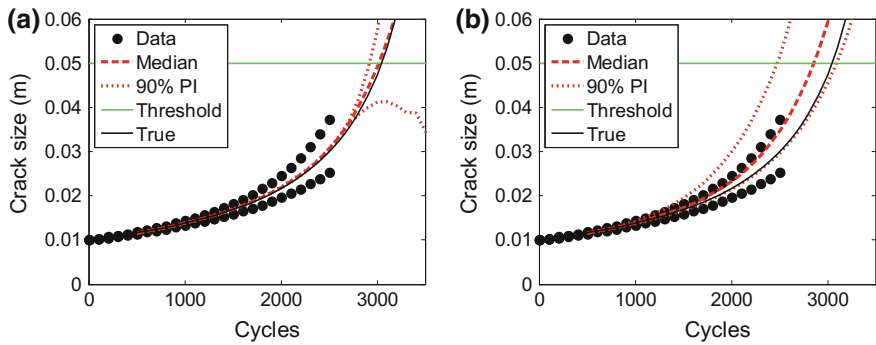 (a)
0.06
0.05
0.04
0.03
0.02
0.01
0
Crack size (m)
Data
Median
90% PI
Threshold
True
0
1000
2000
3000
Cycles
(b)
0.06
0.05
0.04
0.03
0.02
0.01
0
Crack size (m)
Data
Median
90% PI
Threshold
True
0
1000
2000
3000
Cycles